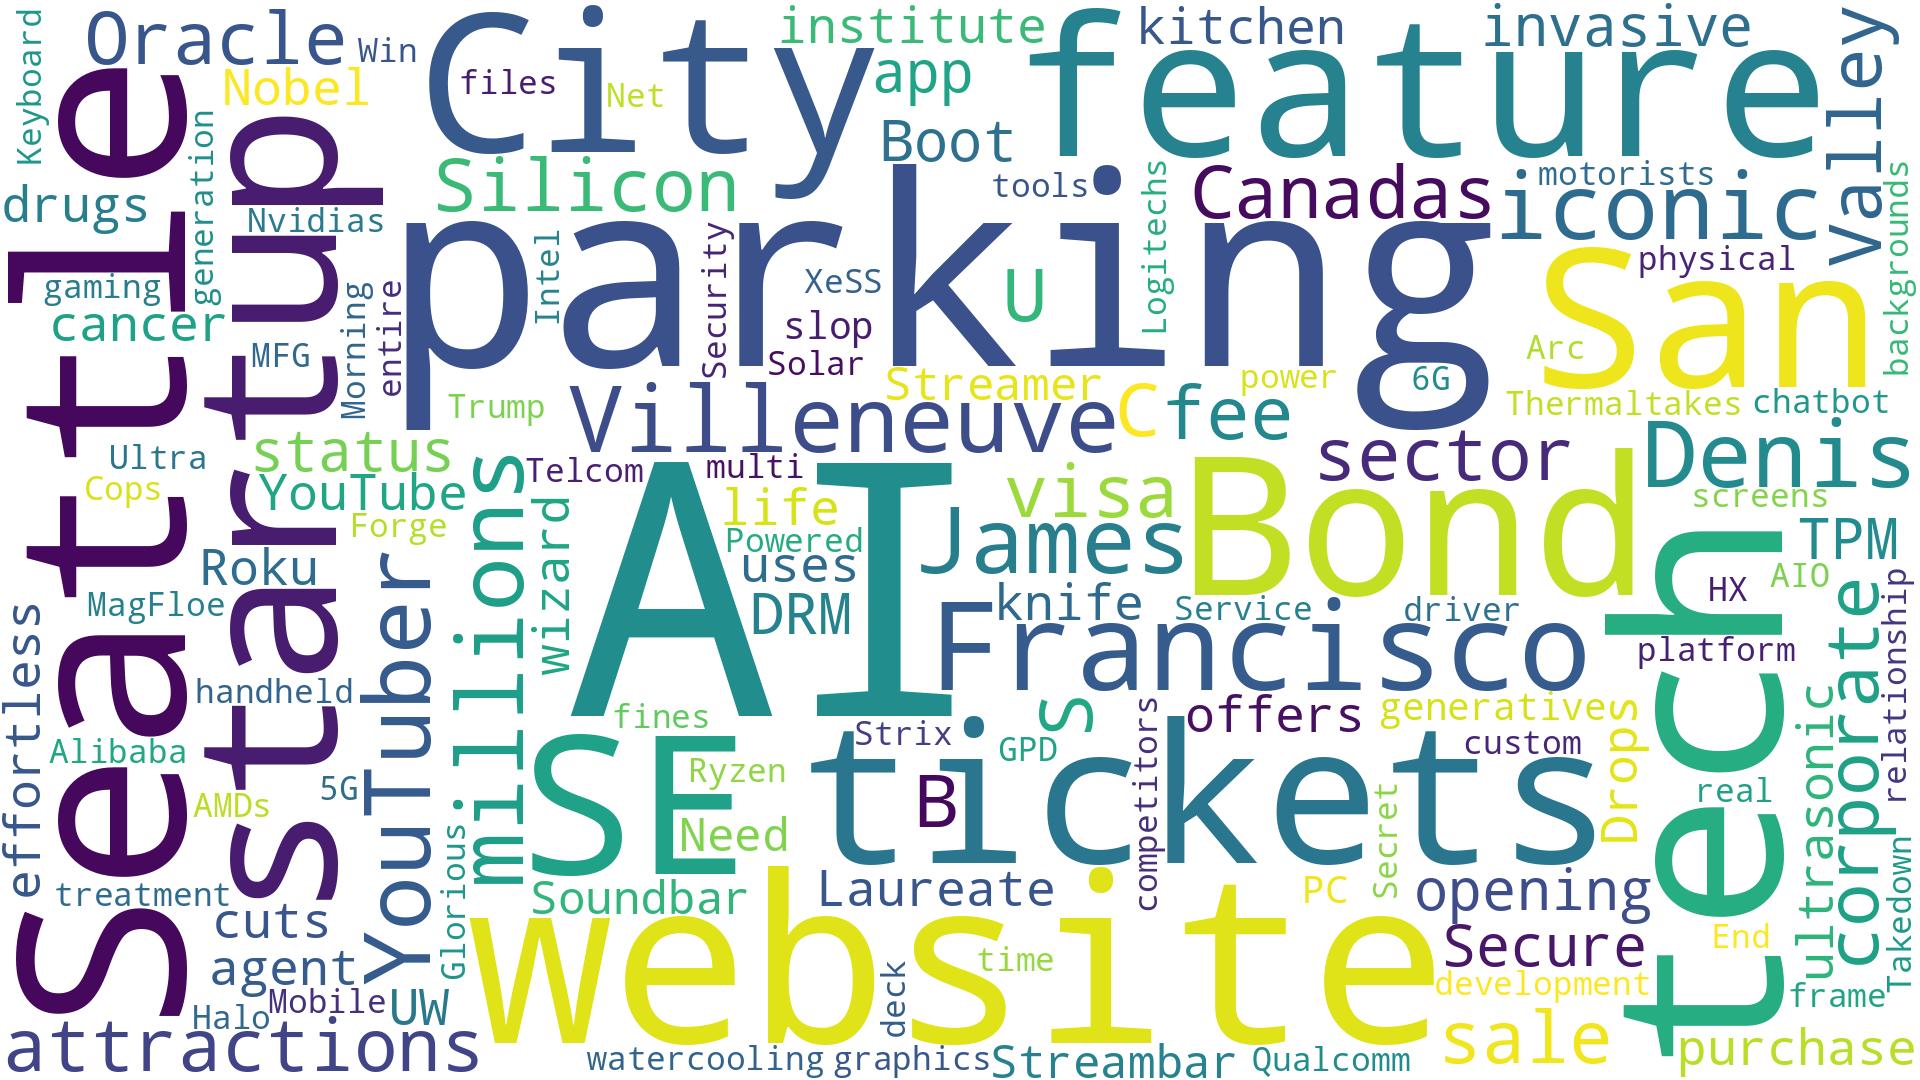 Keyboard
Oracle
Win
City
files
Net
institute
app
feature
kitchen
invasive
Valley
Nobel
Seattle
startup
generation
drugs
Nvidias
Silicon
Boot
tools
parking
Canadas
iconic
motorists
backgrounds
gaming
cancer
MFG
Morning
entire
Intel
Security
XeSS
slop
Solar
U
Logitechs
San
physical
Arc
Trump
Villeneuve
Streamer
C
fee
power
6G
Thermaltakes
chatbot
Ultra
Cops
status
YouTube
Forge
Telcom
multi
life
Powered
uses
DRM
AI
visa
James
Bond
sector
Denis
screens
TPM
AIO
HX
Roku
MagFloe
millions
wizard
Francisco
knife
Service
driver
tech
platform
corporate
relationship
effortless
handheld
YouTuber
Alibaba
AMDs
5G
fines
SE
Ryzen
Need
Strix
tickets
B
GPD
S
competitors
offers
generatives
custom
Drops
real
ultrasonic
Secret
treatment
cuts
agent
Glorious
Soundbar
Laureate
website
PC
opening
Secure
End
Takedown
Halo
Mobile
UW
deck
time
development
frame
attractions
watercooling
graphics
Streambar
Qualcomm
sale
purchase